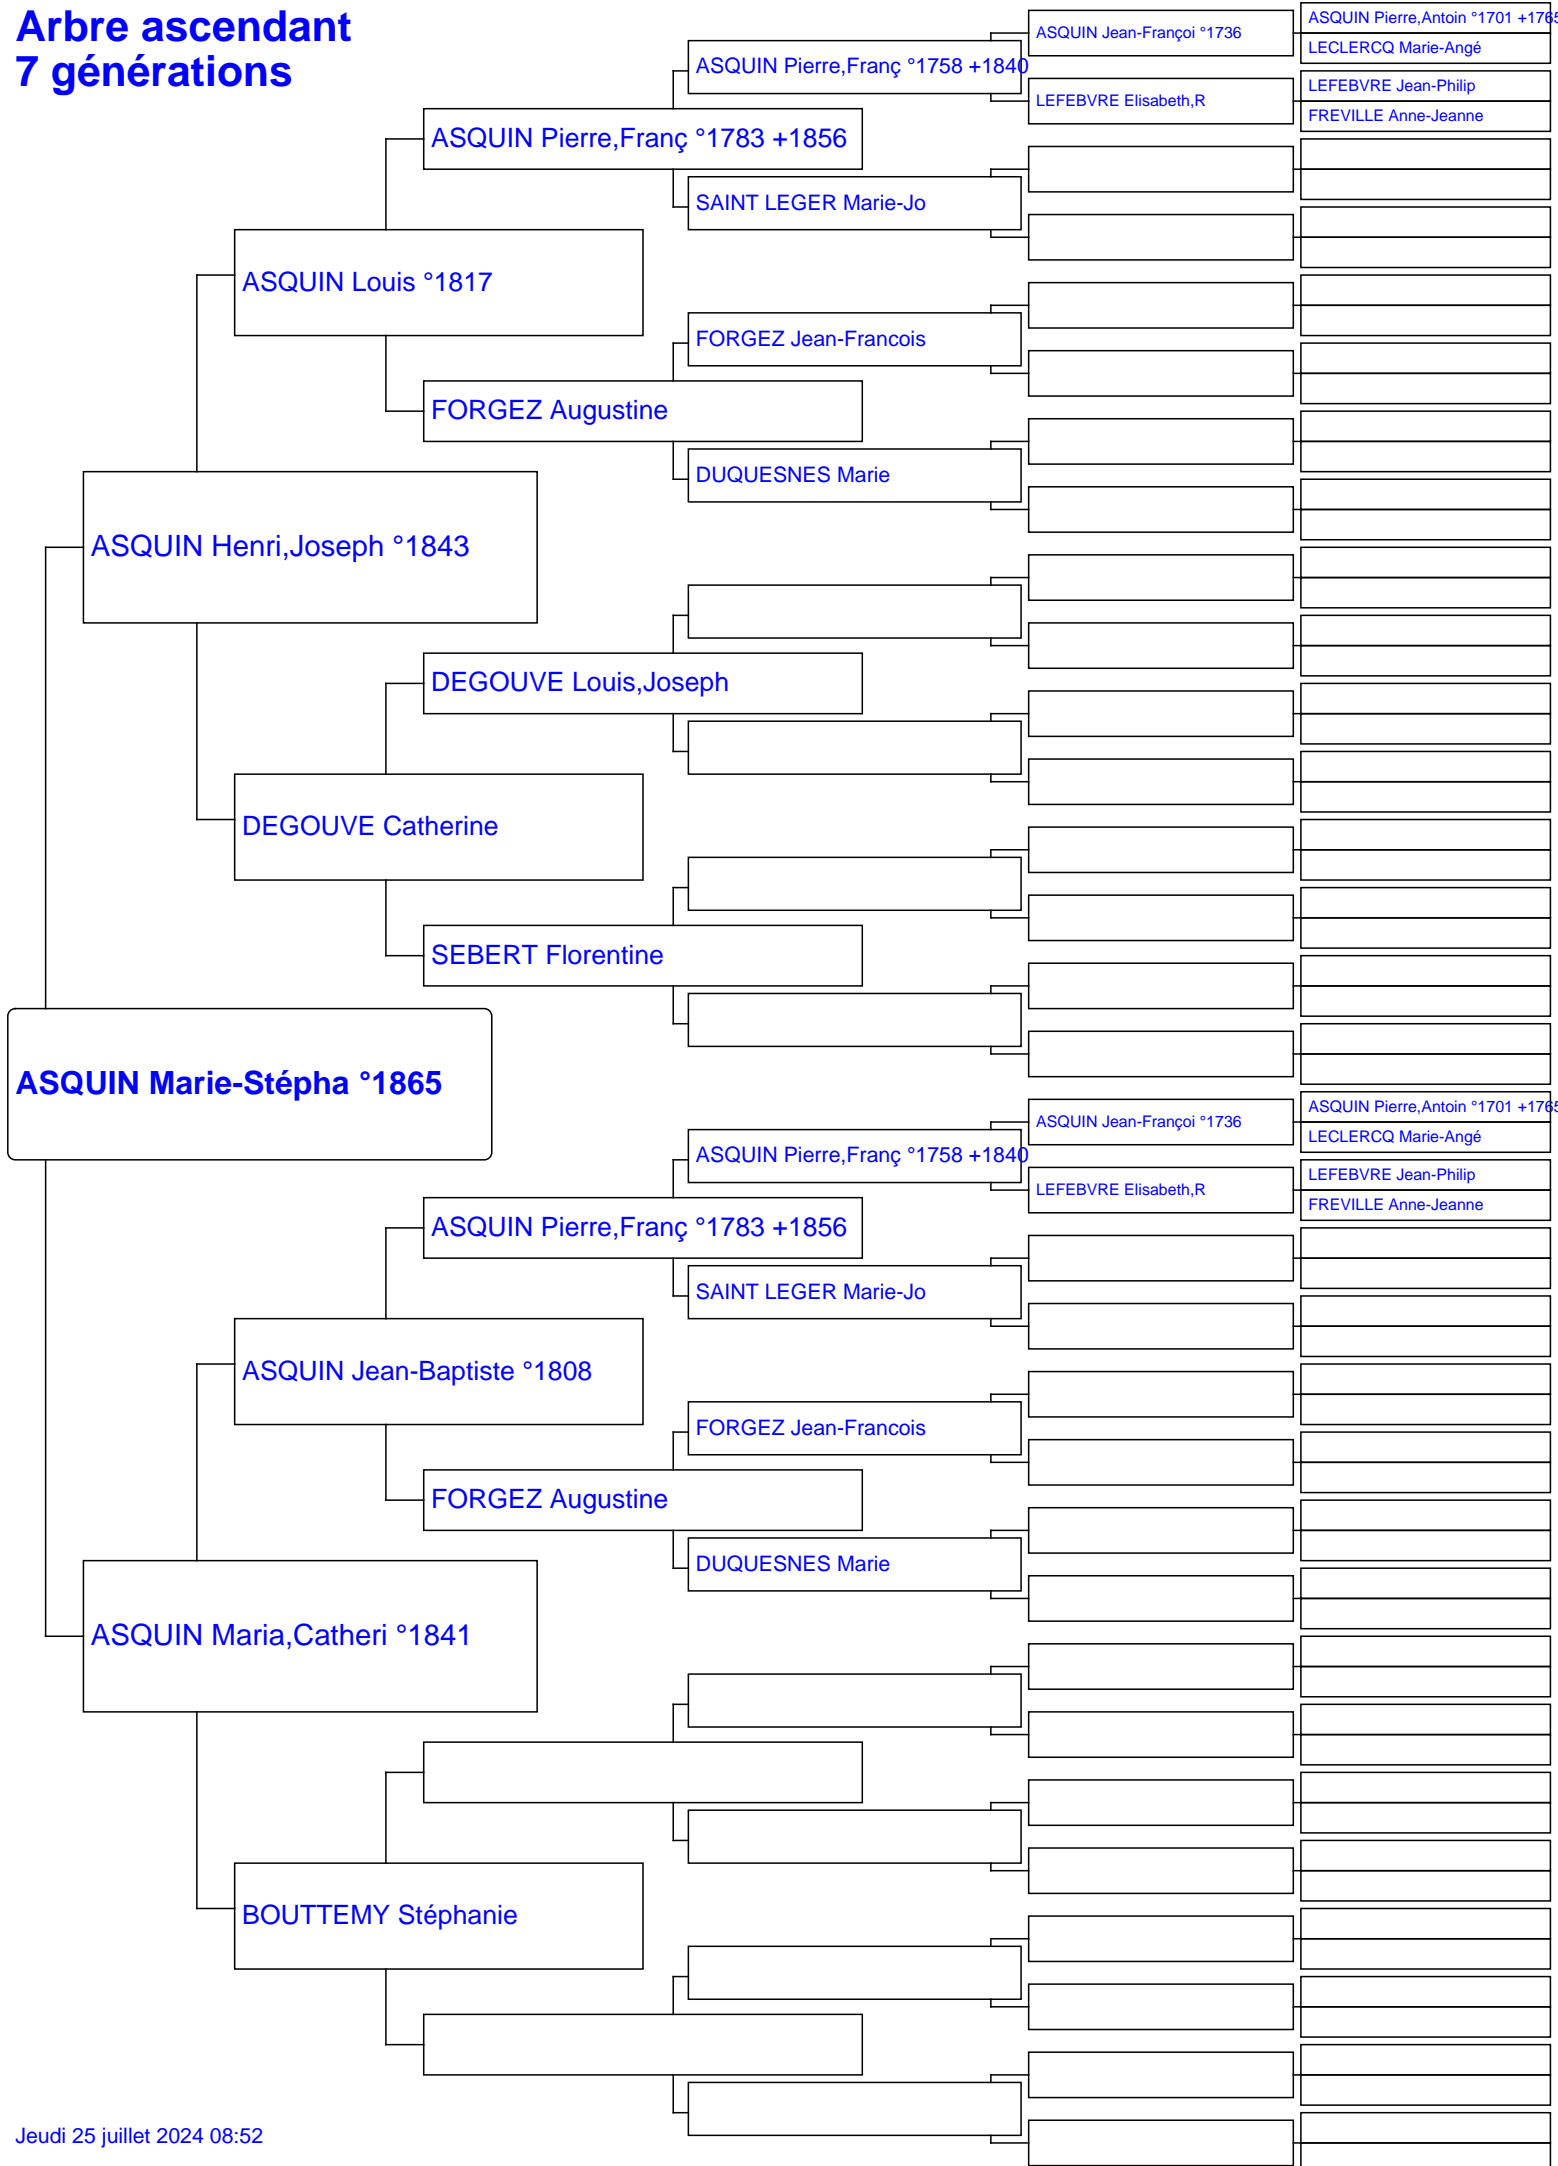 Arbre ascendant
7 générations
ASQUIN Jean-Françoi °1736
ASQUIN Pierre,Antoin °1701 +1765
LECLERCQ Marie-Angé
ASQUIN Pierre,Franç °1758 +1840
LEFEBVRE Elisabeth,R
LEFEBVRE Jean-Philip
FREVILLE Anne-Jeanne
ASQUIN Pierre,Franç °1783 +1856
SAINT LEGER Marie-Jo
ASQUIN Louis °1817
FORGEZ Jean-Francois
FORGEZ Augustine
DUQUESNES Marie
ASQUIN Henri,Joseph °1843
DEGOUVE Louis,Joseph
DEGOUVE Catherine
SEBERT Florentine
ASQUIN Marie-Stépha °1865
ASQUIN Jean-Françoi °1736
ASQUIN Pierre,Antoin °1701 +1765
LECLERCQ Marie-Angé
ASQUIN Pierre,Franç °1758 +1840
LEFEBVRE Elisabeth,R
LEFEBVRE Jean-Philip
FREVILLE Anne-Jeanne
ASQUIN Pierre,Franç °1783 +1856
SAINT LEGER Marie-Jo
ASQUIN Jean-Baptiste °1808
FORGEZ Jean-Francois
FORGEZ Augustine
DUQUESNES Marie
ASQUIN Maria,Catheri °1841
BOUTTEMY Stéphanie
Jeudi 25 juillet 2024 08:52